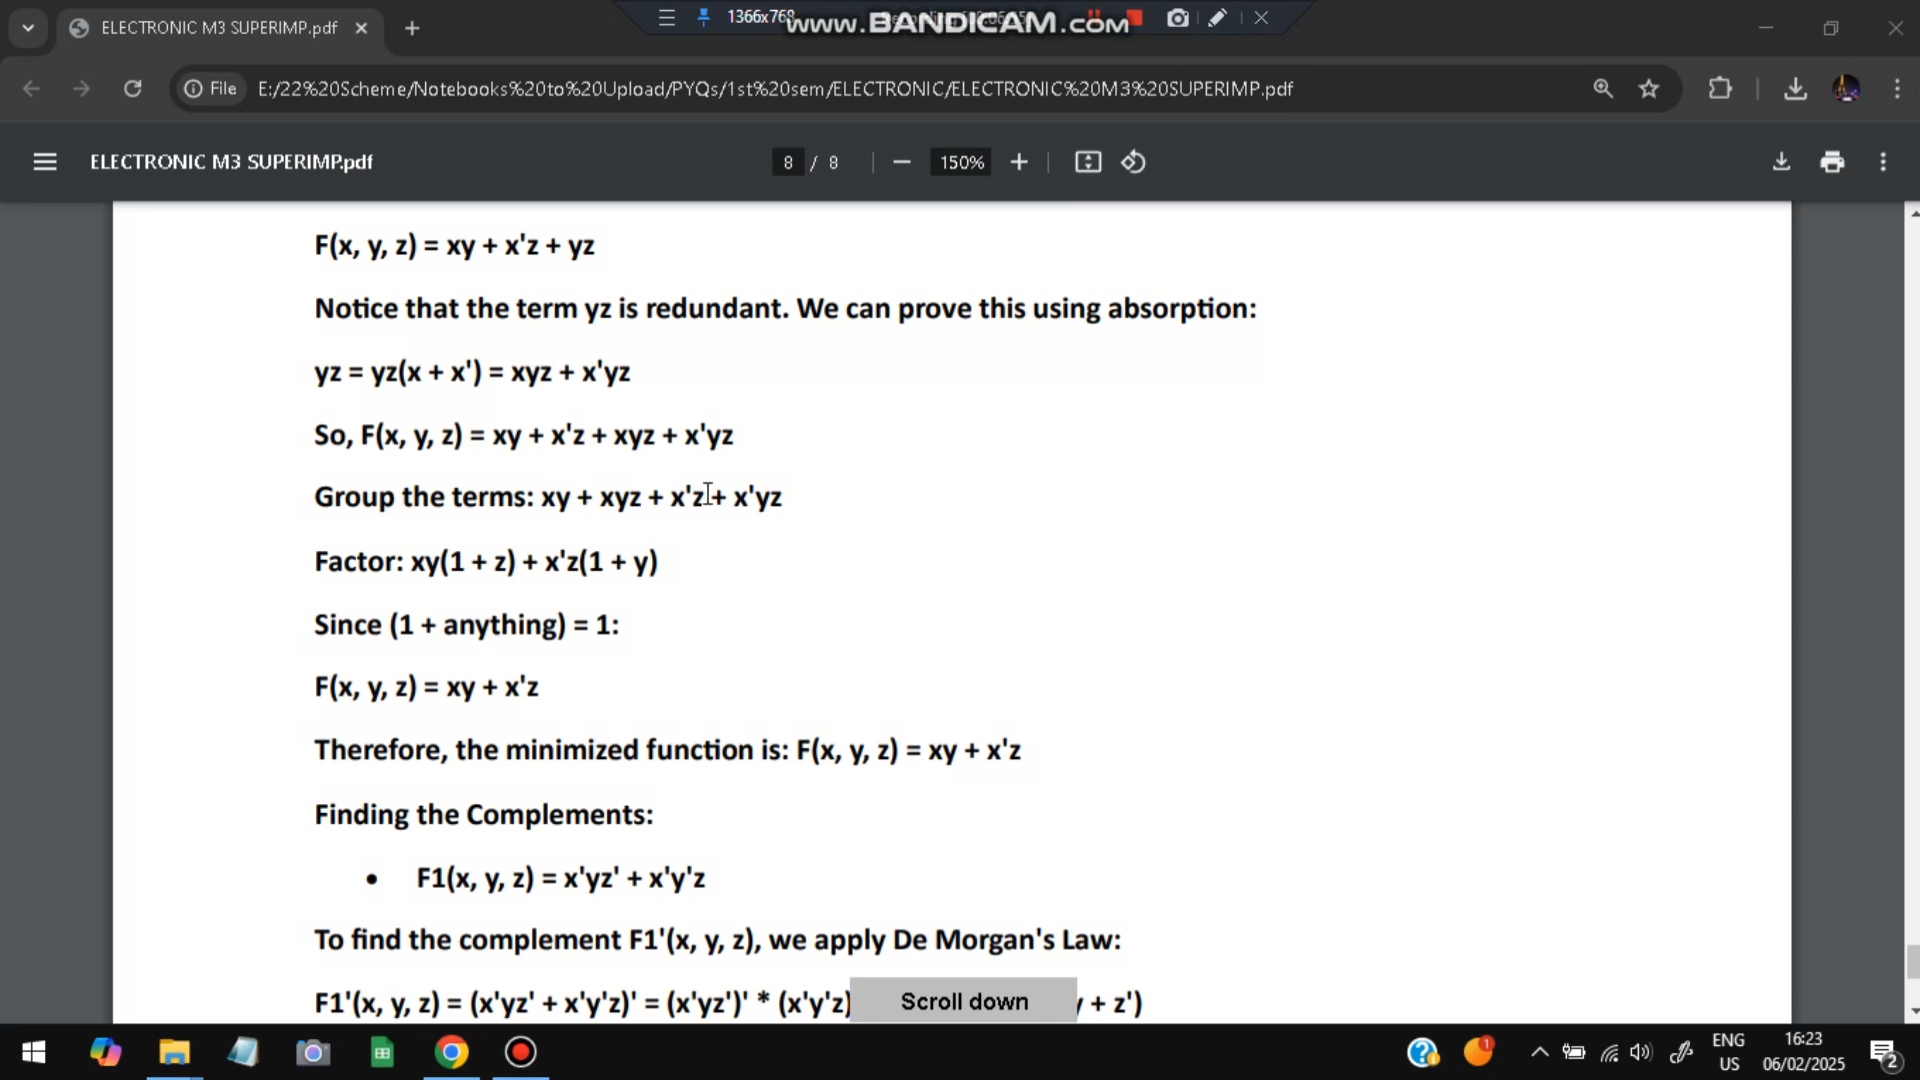 ELECTRONIC M3 SUPERIMP.pdf
1366x768
www.BANDICAM.com
File
E:/22%20Scheme/Notebooks%20to%20Upload/PYQs/1st%20sem/ELECTRONIC/ELECTRONIC%20M3%20SUPERIMP.pdf
ELECTRONIC M3 SUPERIMP.pdf
8 / 8
150%
F(x, y, z) = xy + x'z + yz
Notice that the term yz is redundant. We can prove this using absorption:
yz = yz(x + x') = xyz + x'yz
So, F(x, y, z) = xy + x'z + xyz + x'yz
Group the terms: xy + xyz + x'z + x'yz
Factor: xy(1 + z) + x'z(1 + y)
Since (1 + anything) = 1:
F(x, y, z) = xy + x'z
Therefore, the minimized function is: F(x, y, z) = xy + x'z
Finding the Complements:
• F1(x, y, z) = x'yz' + x'y'z
To find the complement F1'(x, y, z), we apply De Morgan's Law:
F1'(x, y, z) = (x'yz' + x'y'z)' = (x'yz')' * (x'y'z) + z')
Scroll down
ENG
US
16:23
06/02/2025
1
2